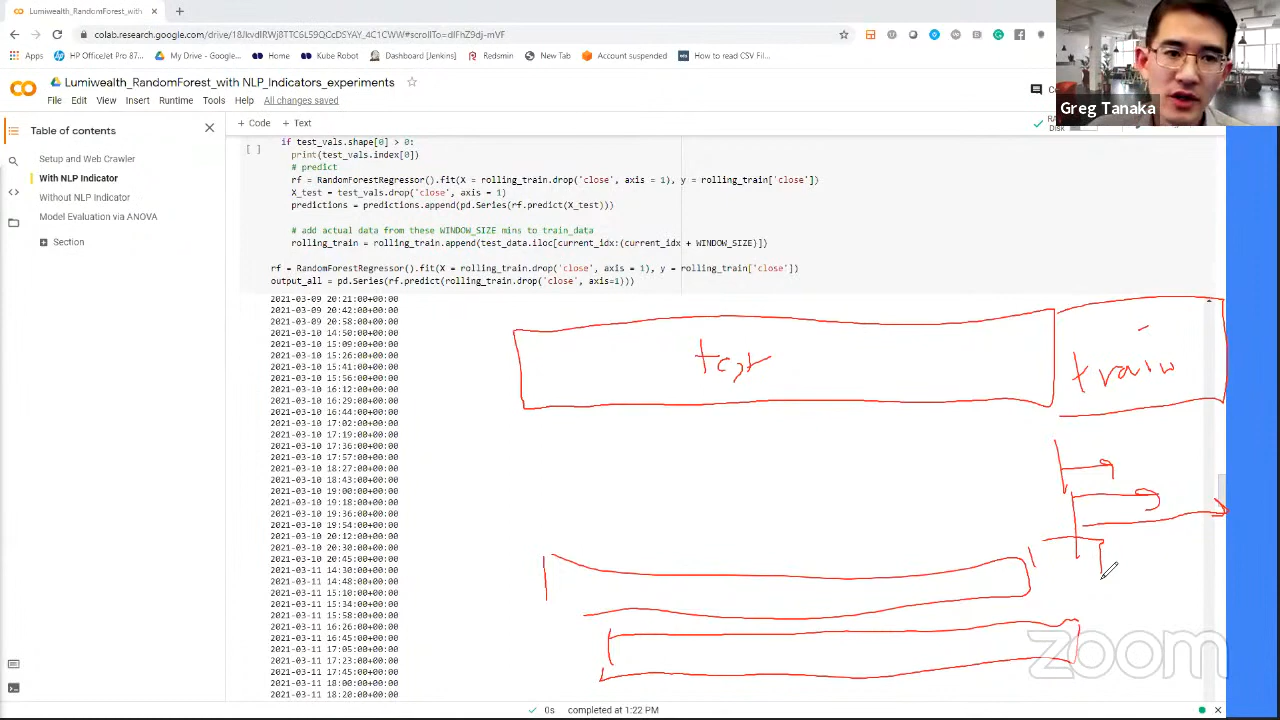 Lumiwealth_RandomForest_with
colab.research.google.com/drive/
Apps
HP OfficeJet Pro 87...
My Drive - Google...
Home
Kube Robot
Dashboard | Webf...
Redsmin
New Tab
Account suspended
How to read CSV Fil...
Lumiwealth_RandomForest_with NLP_Indicators_experiments
File Edit View Insert Runtime Tools Help All changes saved
Greg Tanaka
Table of contents
+ Code + Text
RAM
Disk
Setup and Web Crawler
With NLP Indicator
Without NLP Indicator
Model Evaluation via ANOVA
Section
[ ]
if test_vals.shape[0] > 0:
print(test_vals.index[0])
# predict
rf = RandomForestRegressor().fit(X = rolling_train.drop('close', axis = 1), y = rolling_train['close'])
X_test = test_vals.drop('close', axis = 1)
predictions = predictions.append(pd.Series(rf.predict(X_test)))
# add actual data from these WINDOW_SIZE mins to train_data
rolling_train = rolling_train.append(test_data.iloc[current_idx:(current_idx + WINDOW_SIZE)])
rf = RandomForestRegressor().fit(X = rolling_train.drop('close', axis = 1), y = rolling_train['close'])
output_all = pd.Series(rf.predict(rolling_train.drop('close', axis=1)))
2021-03-09 20:21:00+00:00
2021-03-09 20:42:00+00:00
2021-03-09 20:58:00+00:00
2021-03-10 14:50:00+00:00
2021-03-10 15:09:00+00:00
2021-03-10 15:26:00+00:00
2021-03-10 15:41:00+00:00
2021-03-10 15:56:00+00:00
2021-03-10 16:12:00+00:00
2021-03-10 16:29:00+00:00
2021-03-10 16:44:00+00:00
2021-03-10 17:02:00+00:00
2021-03-10 17:19:00+00:00
2021-03-10 17:36:00+00:00
2021-03-10 17:57:00+00:00
2021-03-10 18:27:00+00:00
2021-03-10 18:43:00+00:00
2021-03-10 19:00:00+00:00
2021-03-10 19:18:00+00:00
2021-03-10 19:36:00+00:00
2021-03-10 19:54:00+00:00
2021-03-10 20:12:00+00:00
2021-03-10 20:30:00+00:00
2021-03-10 20:45:00+00:00
2021-03-11 14:30:00+00:00
2021-03-11 14:48:00+00:00
2021-03-11 15:10:00+00:00
2021-03-11 15:34:00+00:00
2021-03-11 15:58:00+00:00
2021-03-11 16:26:00+00:00
2021-03-11 16:45:00+00:00
2021-03-11 17:05:00+00:00
2021-03-11 17:23:00+00:00
2021-03-11 17:43:00+00:00
2021-03-11 18:00:00+00:00
2021-03-11 18:20:00+00:00
test
train
zoom
0s completed at 1:22 PM